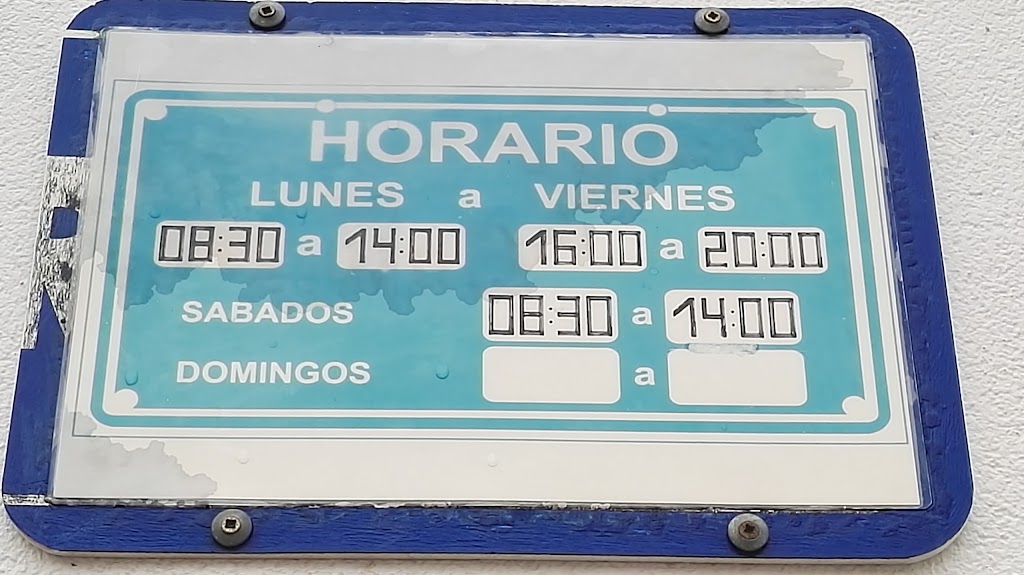 HORARIO
LUNES a VIERNES
08:30 a 14:00 16:00 a 20:00
SABADOS 08:30 a 14:00
DOMINGOS a